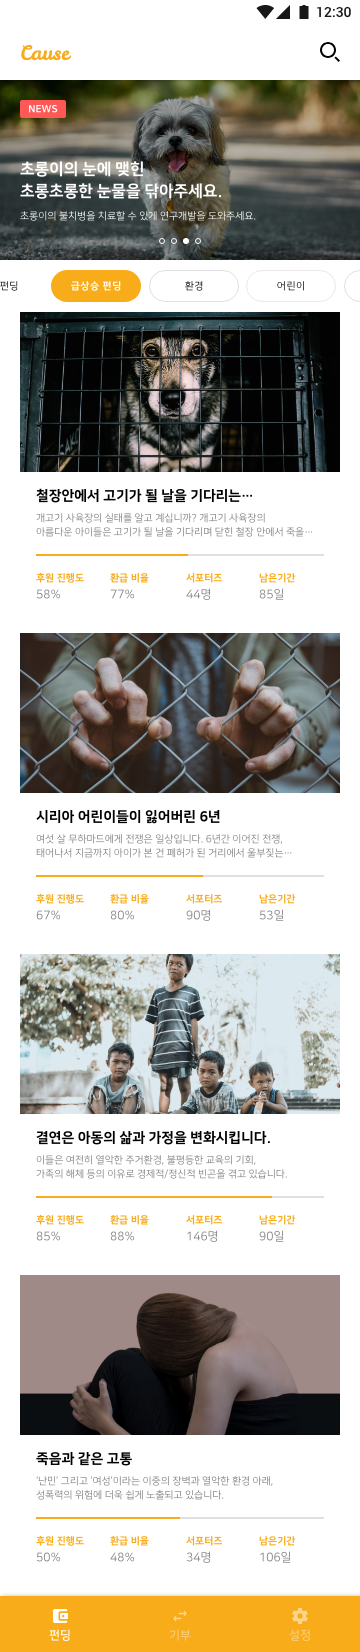 12:30
Cause
NEWS
초롱이의 눈에 맺힌
초롱초롱한 눈물을 닦아주세요.
초롱이의 불치병을 치료할 수 있게 연구개발을 도와주세요.
펀딩 급상승 펀딩 환경 어린이
철장안에서 고기가 될 날을 기다리는…
개고기 사육장의 실태를 알고 계십니까? 개고기 사육장의
아름다운 아이들은 고기가 될 날을 기다리며 닫힌 철장 안에서 죽을…
후원 진행도 환급 비율 서포터즈 남은기간
58% 77% 44명 85일
시리아 어린이들이 잃어버린 6년
여섯 살 무하마드에게 전쟁은 일상입니다. 6년간 이어진 전쟁,
태어나서 지금까지 아이가 본 건 폐허가 된 거리에서 울부짖는…
후원 진행도 환급 비율 서포터즈 남은기간
67% 80% 90명 53일
결연은 아동의 삶과 가정을 변화시킵니다.
이들은 여전히 열악한 주거환경, 불평등한 교육의 기회,
가족의 해체 등의 이유로 경제적/정신적 빈곤을 겪고 있습니다.
후원 진행도 환급 비율 서포터즈 남은기간
85% 88% 146명 90일
죽음과 같은 고통
'난민' 그리고 '여성'이라는 이중의 장벽과 열악한 환경 아래,
성폭력의 위험에 더욱 쉽게 노출되고 있습니다.
후원 진행도 환급 비율 서포터즈 남은기간
50% 48% 34명 106일
펀딩 기부 설정